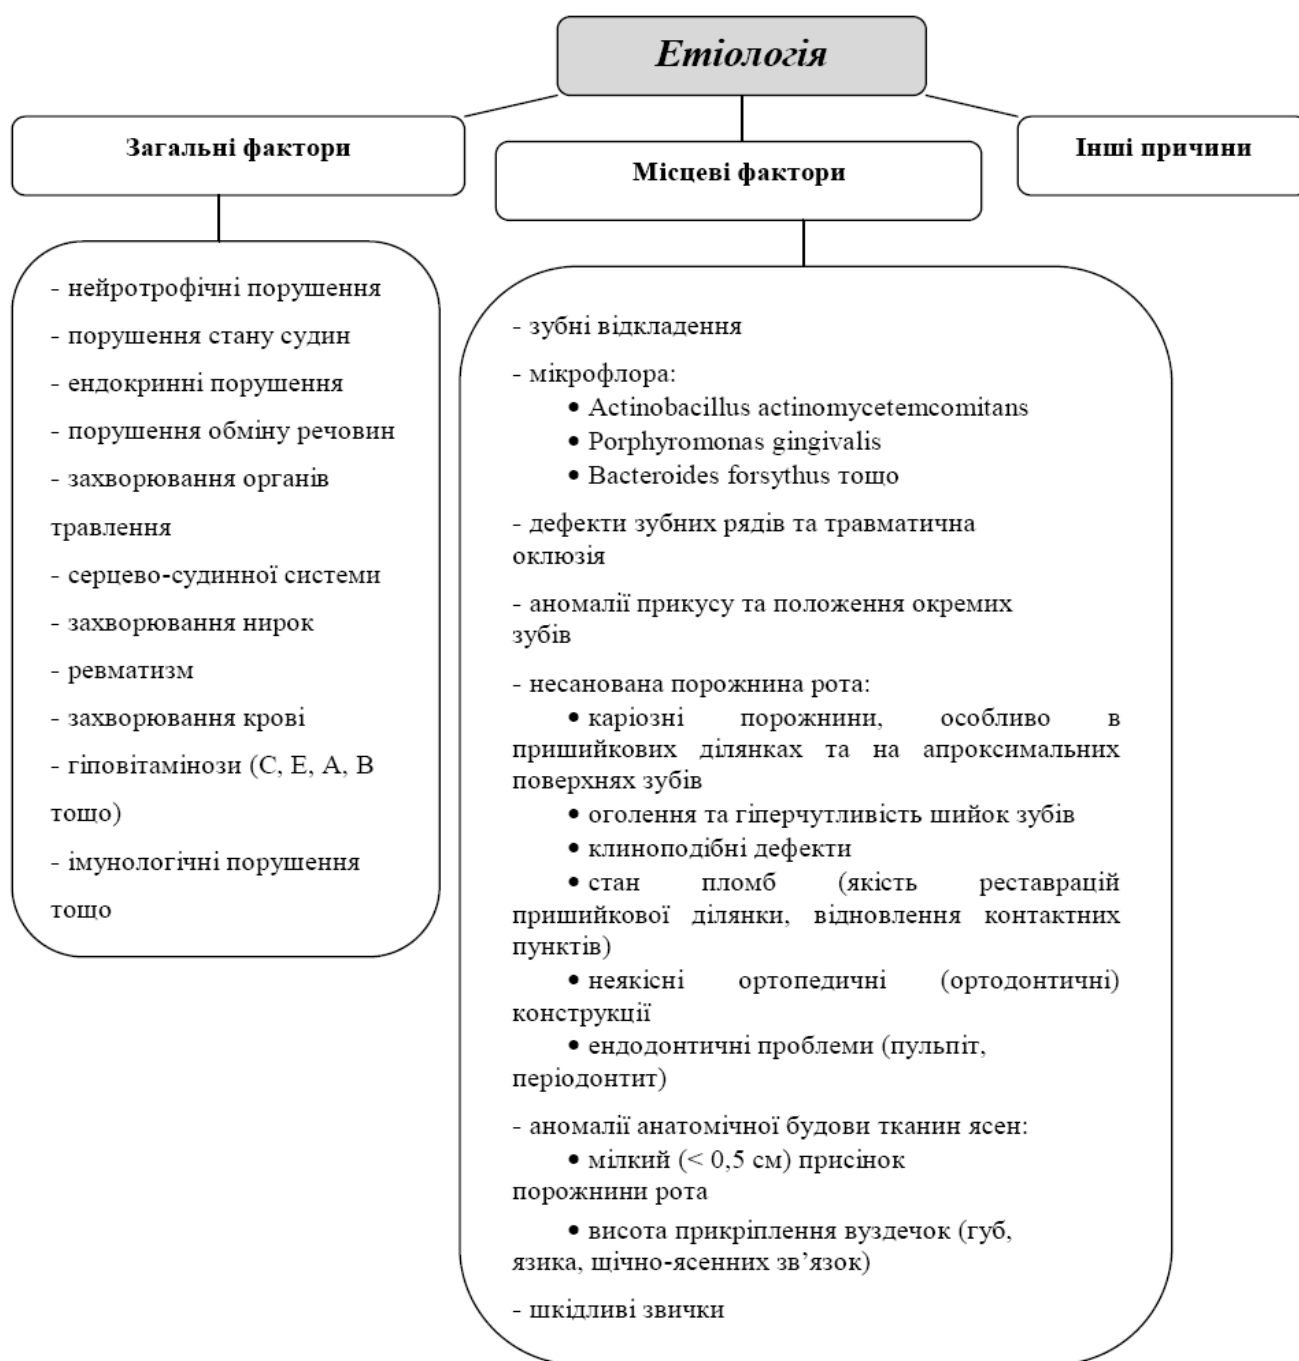 Етіологія
Загальні фактори
Місцеві фактори
Інші причини
- нейротрофічні порушення
- порушення стану судин
- ендокринні порушення
- порушення обміну речовин
- захворювання органів
травлення
- серцево-судинної системи
- захворювання нирок
- ревматизм
- захворювання крові
- гіповітамінози (С, Е, А, В
тощо)
- імунологічні порушення
тощо
- зубні відкладення
- мікрофлора:
• Actinobacillus actinomycetemcomitans
• Porphyromonas gingivalis
• Bacteroides forsythus тощо
- дефекти зубних рядів та травматична
оклюзія
- аномалії прикусу та положення окремих
зубів
- несанована порожнина рота:
• каріозні порожнини, особливо в
пришийкових ділянках та на апроксимальних
поверхнях зубів
• оголення та гіперчутливість шийок зубів
• клиноподібні дефекти
• стан пломб (якість реставрацій
пришийкової ділянки, відновлення контактних
пунктів)
• неякісні ортопедичні (ортодонтичні)
конструкції
• ендодонтичні проблеми (пульпіт,
періодонтит)
- аномалії анатомічної будови тканин ясен:
• мілкий (< 0,5 см) присінок
порожнини рота
• висота прикріплення вуздечок (губ,
язика, щічно-ясенних зв’язок)
- шкідливі звички